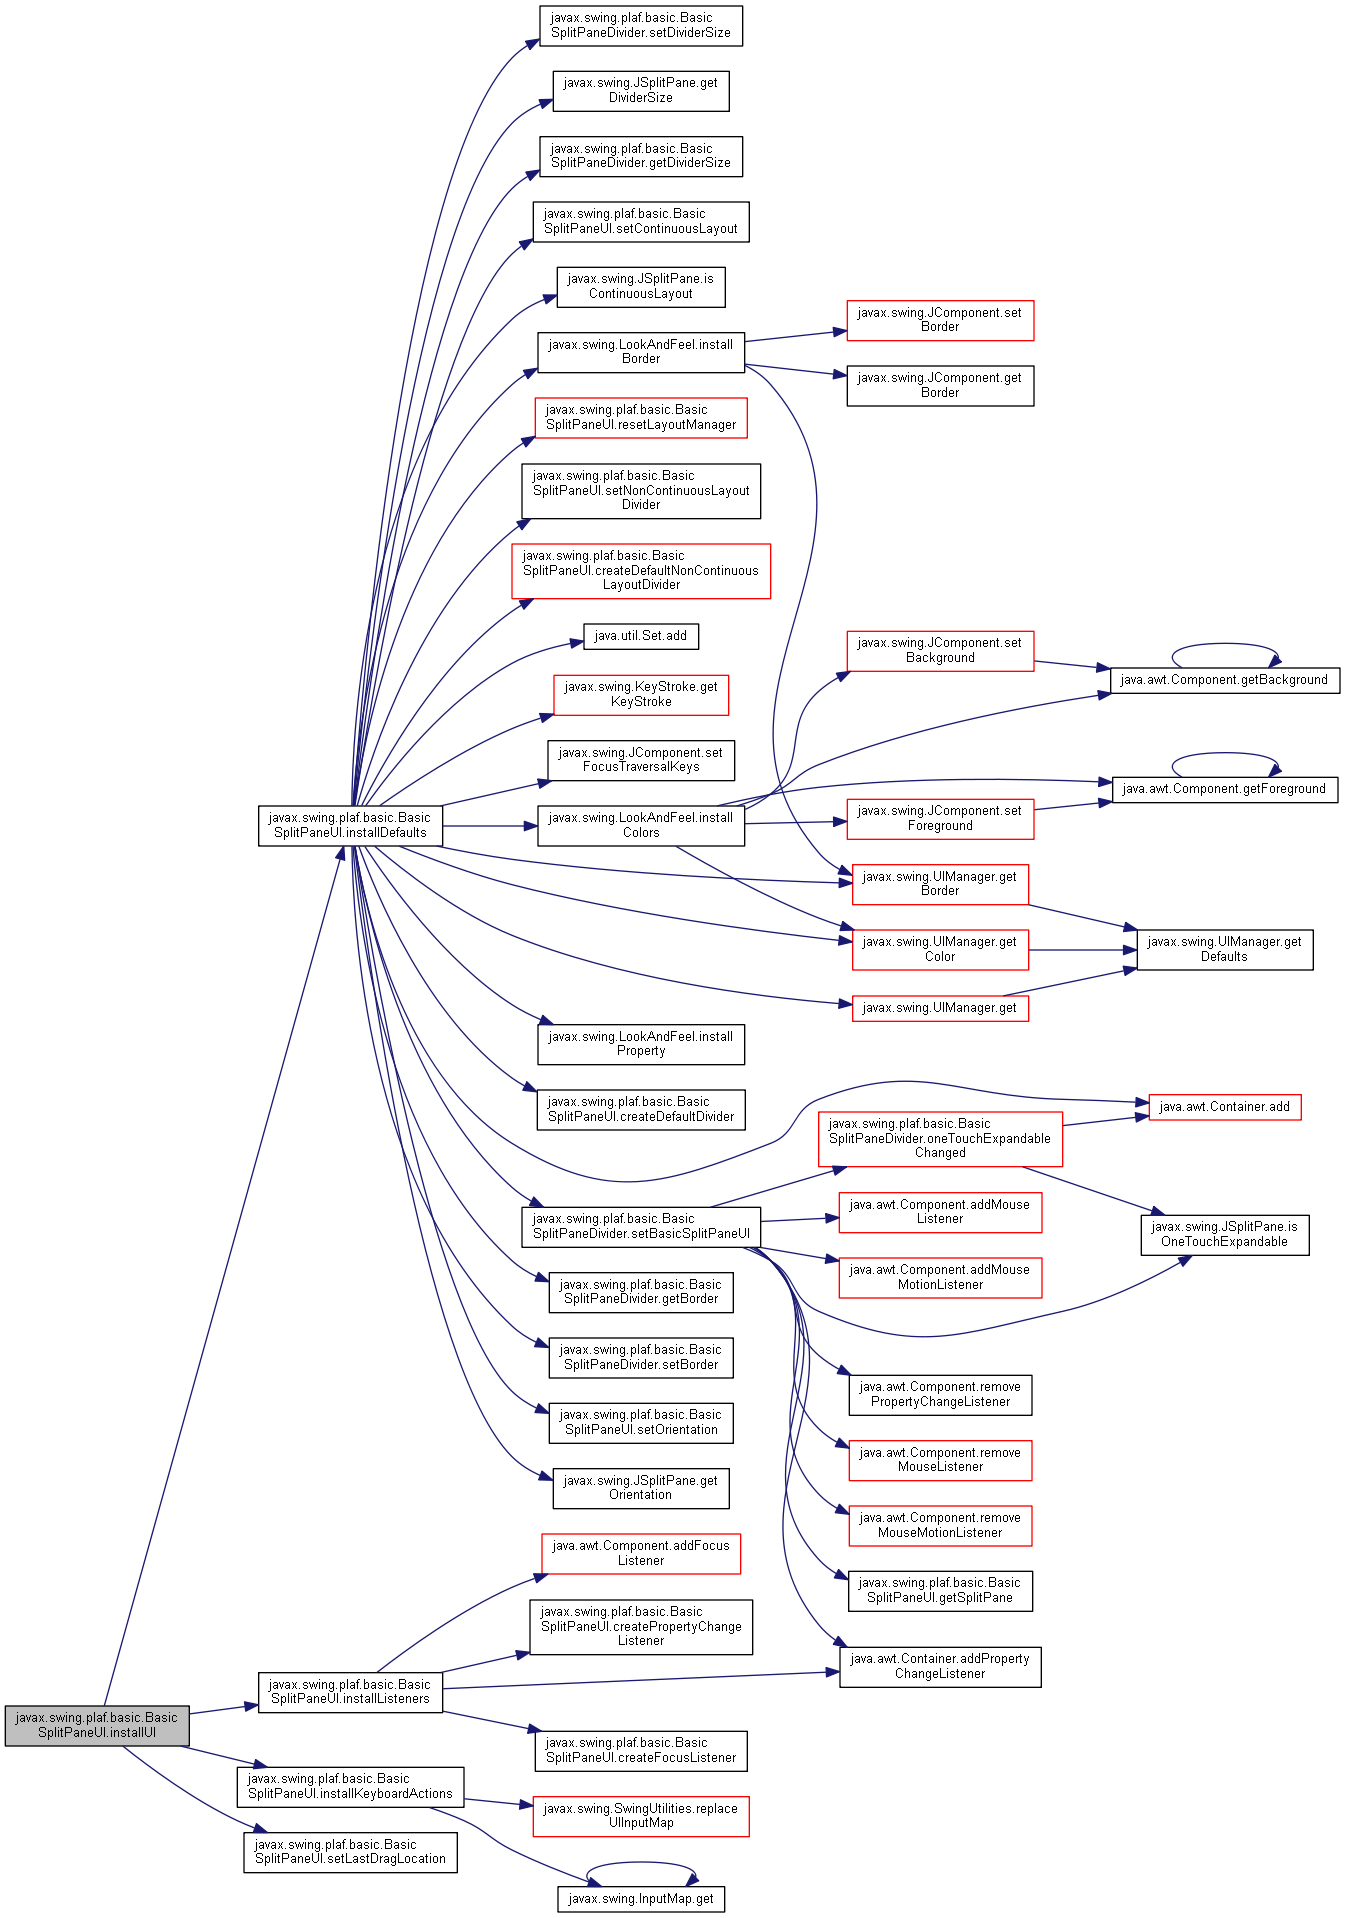 javax.swing.plaf.basic.Basic
SplitPaneDivider.setDividerSize
javax.swing.JSplitPane.get
DividerSize
javax.swing.plaf.basic.Basic
SplitPaneDivider.getDividerSize
javax.swing.plaf.basic.Basic
SplitPaneUI.setContinuousLayout
javax.swing.JSplitPane.is
ContinuousLayout
javax.swing.LookAndFeel.install
Border
javax.swing.JComponent.set
Border
javax.swing.JComponent.get
Border
javax.swing.plaf.basic.Basic
SplitPaneUI.resetLayoutManager
javax.swing.plaf.basic.Basic
SplitPaneUI.setNonContinuousLayout
Divider
javax.swing.plaf.basic.Basic
SplitPaneUI.createDefaultNonContinuous
LayoutDivider
java.util.Set.add
javax.swing.KeyStroke.get
KeyStroke
javax.swing.JComponent.set
FocusTraversalKeys
javax.swing.JComponent.set
Background
java.awt.Component.getBackground
java.awt.Component.getForeground
javax.swing.plaf.basic.Basic
SplitPaneUI.installDefaults
javax.swing.LookAndFeel.install
Colors
javax.swing.JComponent.set
Foreground
javax.swing.UIManager.get
Border
javax.swing.UIManager.get
Color
javax.swing.UIManager.get
Defaults
javax.swing.UIManager.get
javax.swing.LookAndFeel.install
Property
javax.swing.plaf.basic.Basic
SplitPaneUI.createDefaultDivider
java.awt.Container.add
javax.swing.plaf.basic.Basic
SplitPaneDivider.oneTouchExpandable
Changed
javax.swing.plaf.basic.Basic
SplitPaneDivider.setBasicSplitPaneUI
java.awt.Component.addMouse
Listener
javax.swing.JSplitPane.is
OneTouchExpandable
java.awt.Component.addMouse
MotionListener
javax.swing.plaf.basic.Basic
SplitPaneDivider.getBorder
javax.swing.plaf.basic.Basic
SplitPaneDivider.setBorder
java.awt.Component.remove
PropertyChangeListener
javax.swing.plaf.basic.Basic
SplitPaneUI.setOrientation
java.awt.Component.remove
MouseListener
javax.swing.JSplitPane.get
Orientation
java.awt.Component.remove
MouseMotionListener
java.awt.Component.addFocus
Listener
javax.swing.plaf.basic.Basic
SplitPaneUI.getSplitPane
javax.swing.plaf.basic.Basic
SplitPaneUI.createPropertyChange
Listener
java.awt.Container.addProperty
ChangeListener
javax.swing.plaf.basic.Basic
SplitPaneUI.installListeners
javax.swing.plaf.basic.Basic
SplitPaneUI.installUI
javax.swing.plaf.basic.Basic
SplitPaneUI.createFocusListener
javax.swing.plaf.basic.Basic
SplitPaneUI.installKeyboardActions
javax.swing.SwingUtilities.replace
UIInputMap
javax.swing.plaf.basic.Basic
SplitPaneUI.setLastDragLocation
javax.swing.InputMap.get